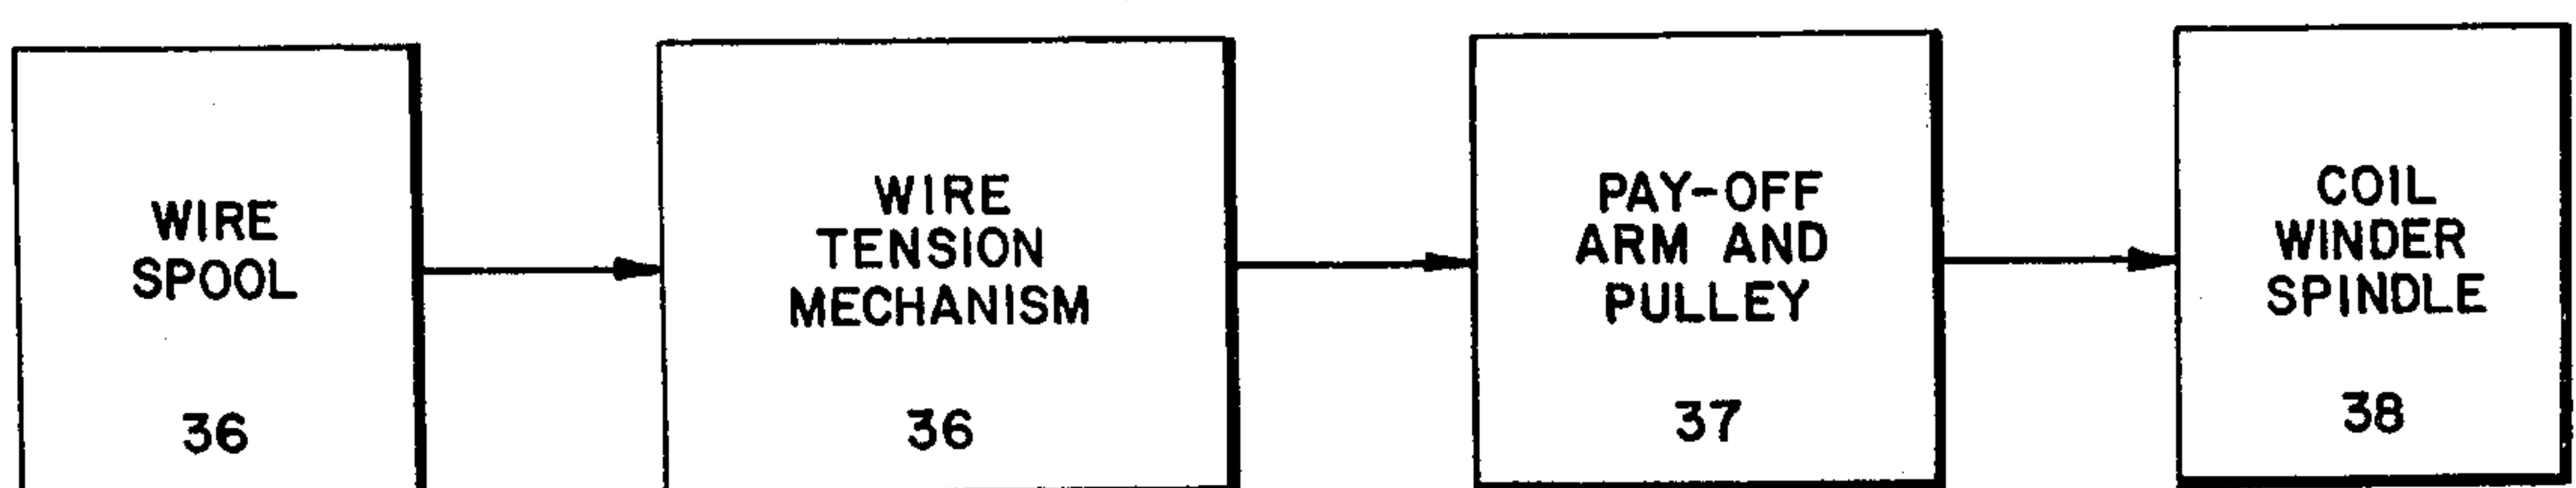 WIRE
SPOOL
36
WIRE
TENSION
MECHANISM
36
PAY-OFF
ARM AND
PULLEY
37
COIL
WINDER
SPINDLE
38